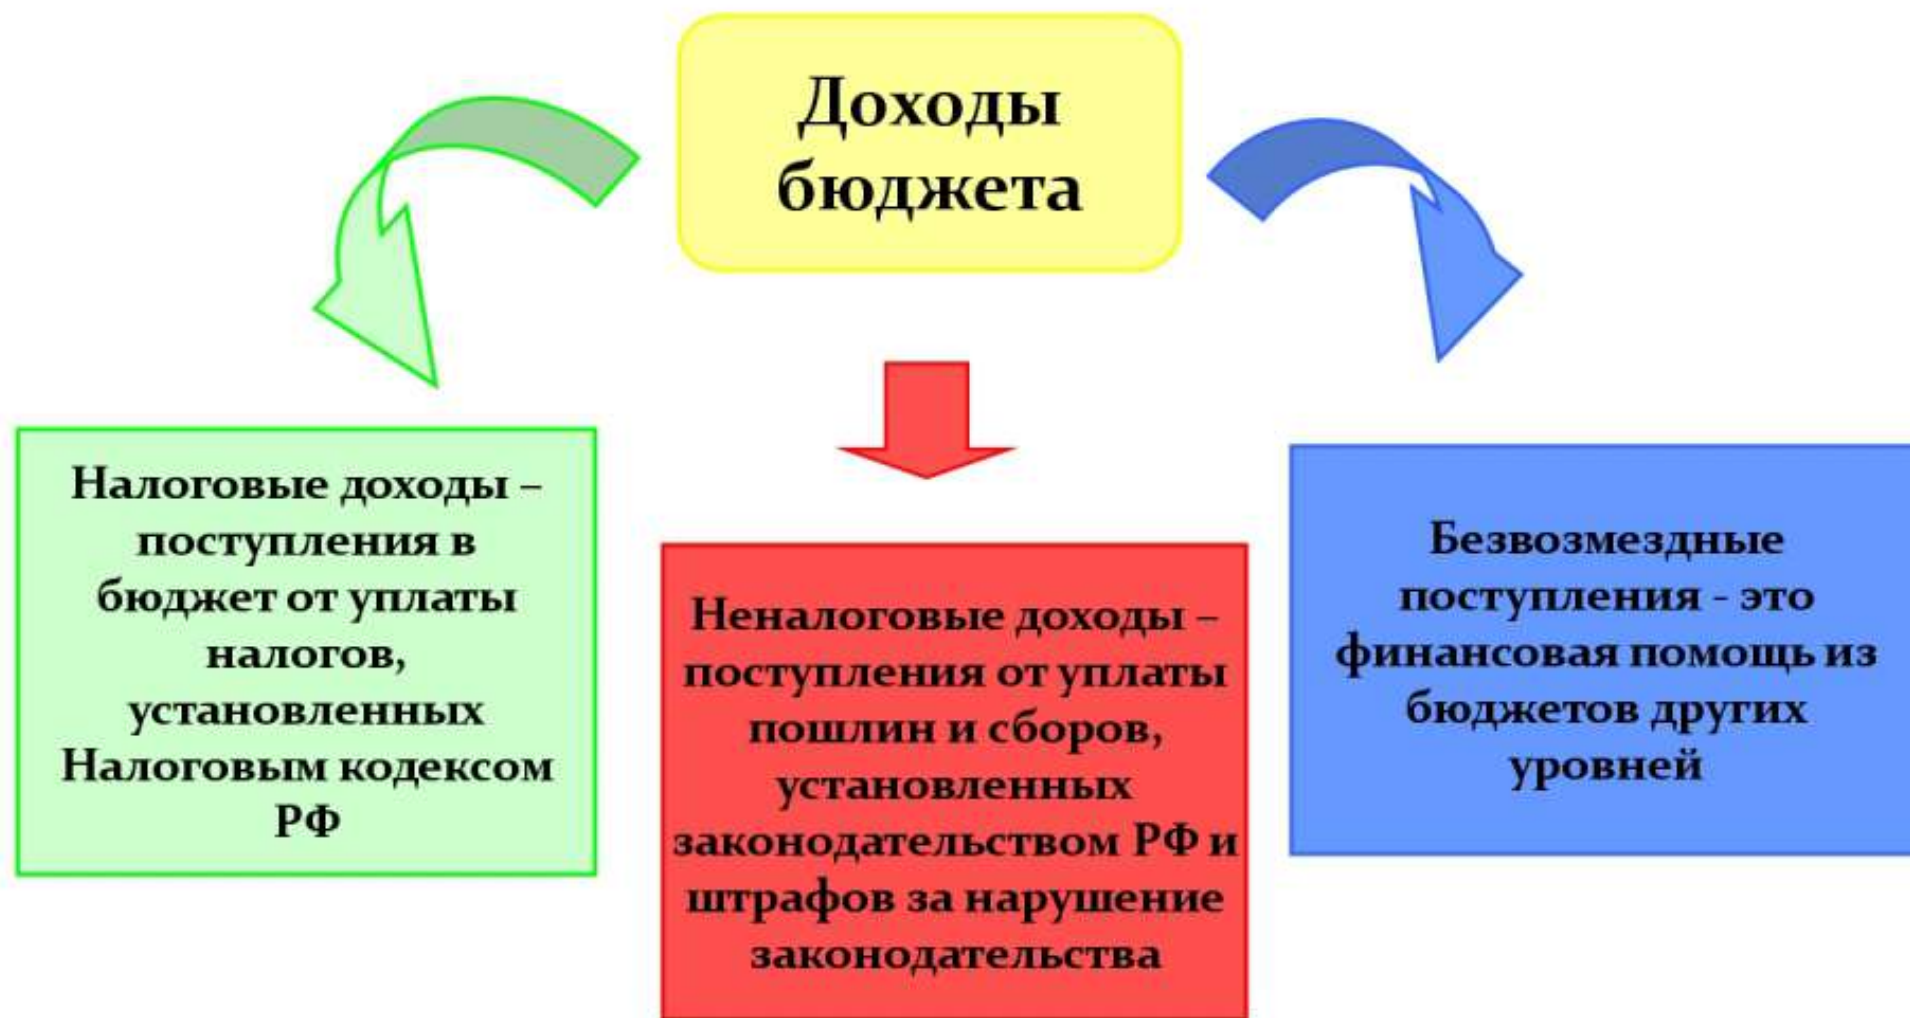 Доходы
бюджета
Налоговые доходы –
поступления в
бюджет от уплаты
налогов,
установленных
Налоговым кодексом
РФ
Неналоговые доходы –
поступления от уплаты
пошлин и сборов,
установленных
законодательством РФ и
штрафов за нарушение
законодательства
Безвозмездные
поступления - это
финансовая помощь из
бюджетов других
уровней